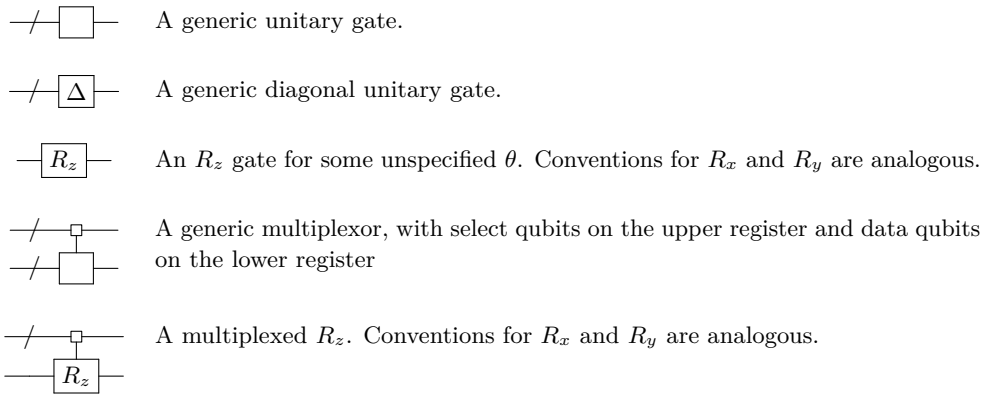 A generic unitary gate.
Δ A generic diagonal unitary gate.
R_z An R_z gate for some unspecified θ. Conventions for R_x and R_y are analogous.
A generic multiplexor, with select qubits on the upper register and data qubits
on the lower register
A multiplexed R_z. Conventions for R_x and R_y are analogous.
R_z